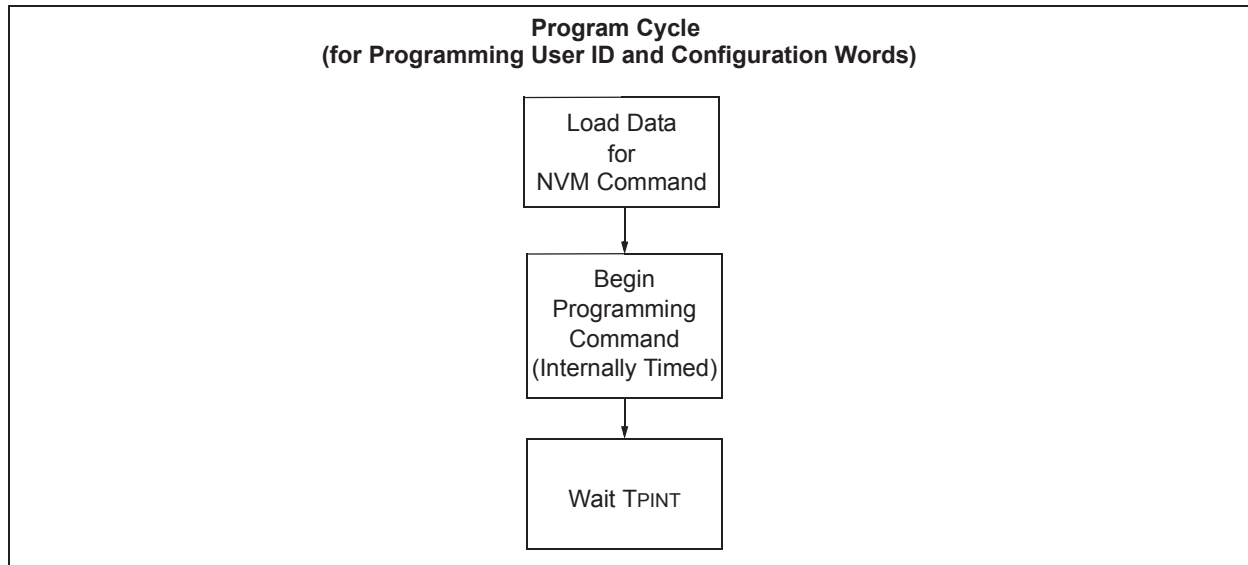 Program Cycle
(for Programming User ID and Configuration Words)
Load Data
for
NVM Command
Begin
Programming
Command
(Internally Timed)
Wait TPINT